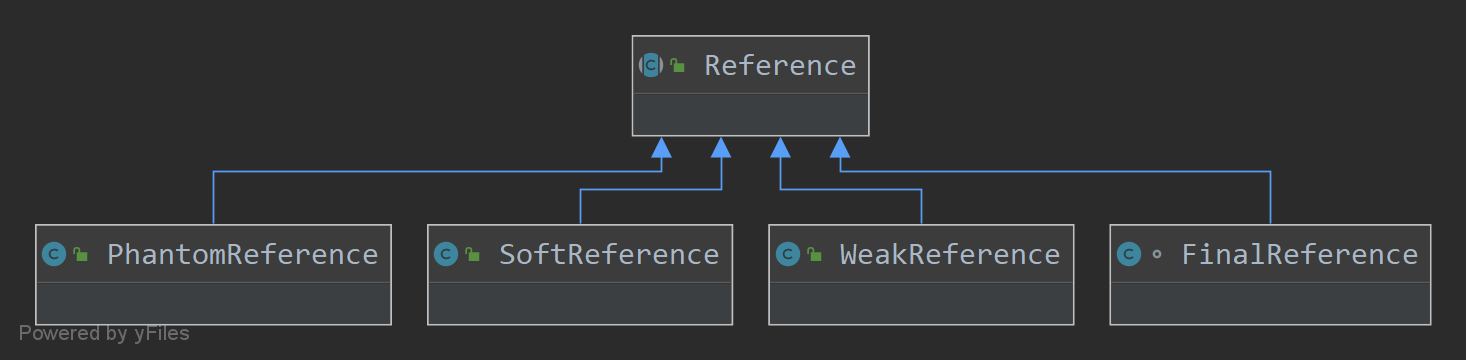 Reference
PhantomReference
SoftReference
WeakReference
FinalReference
Powered by yFiles